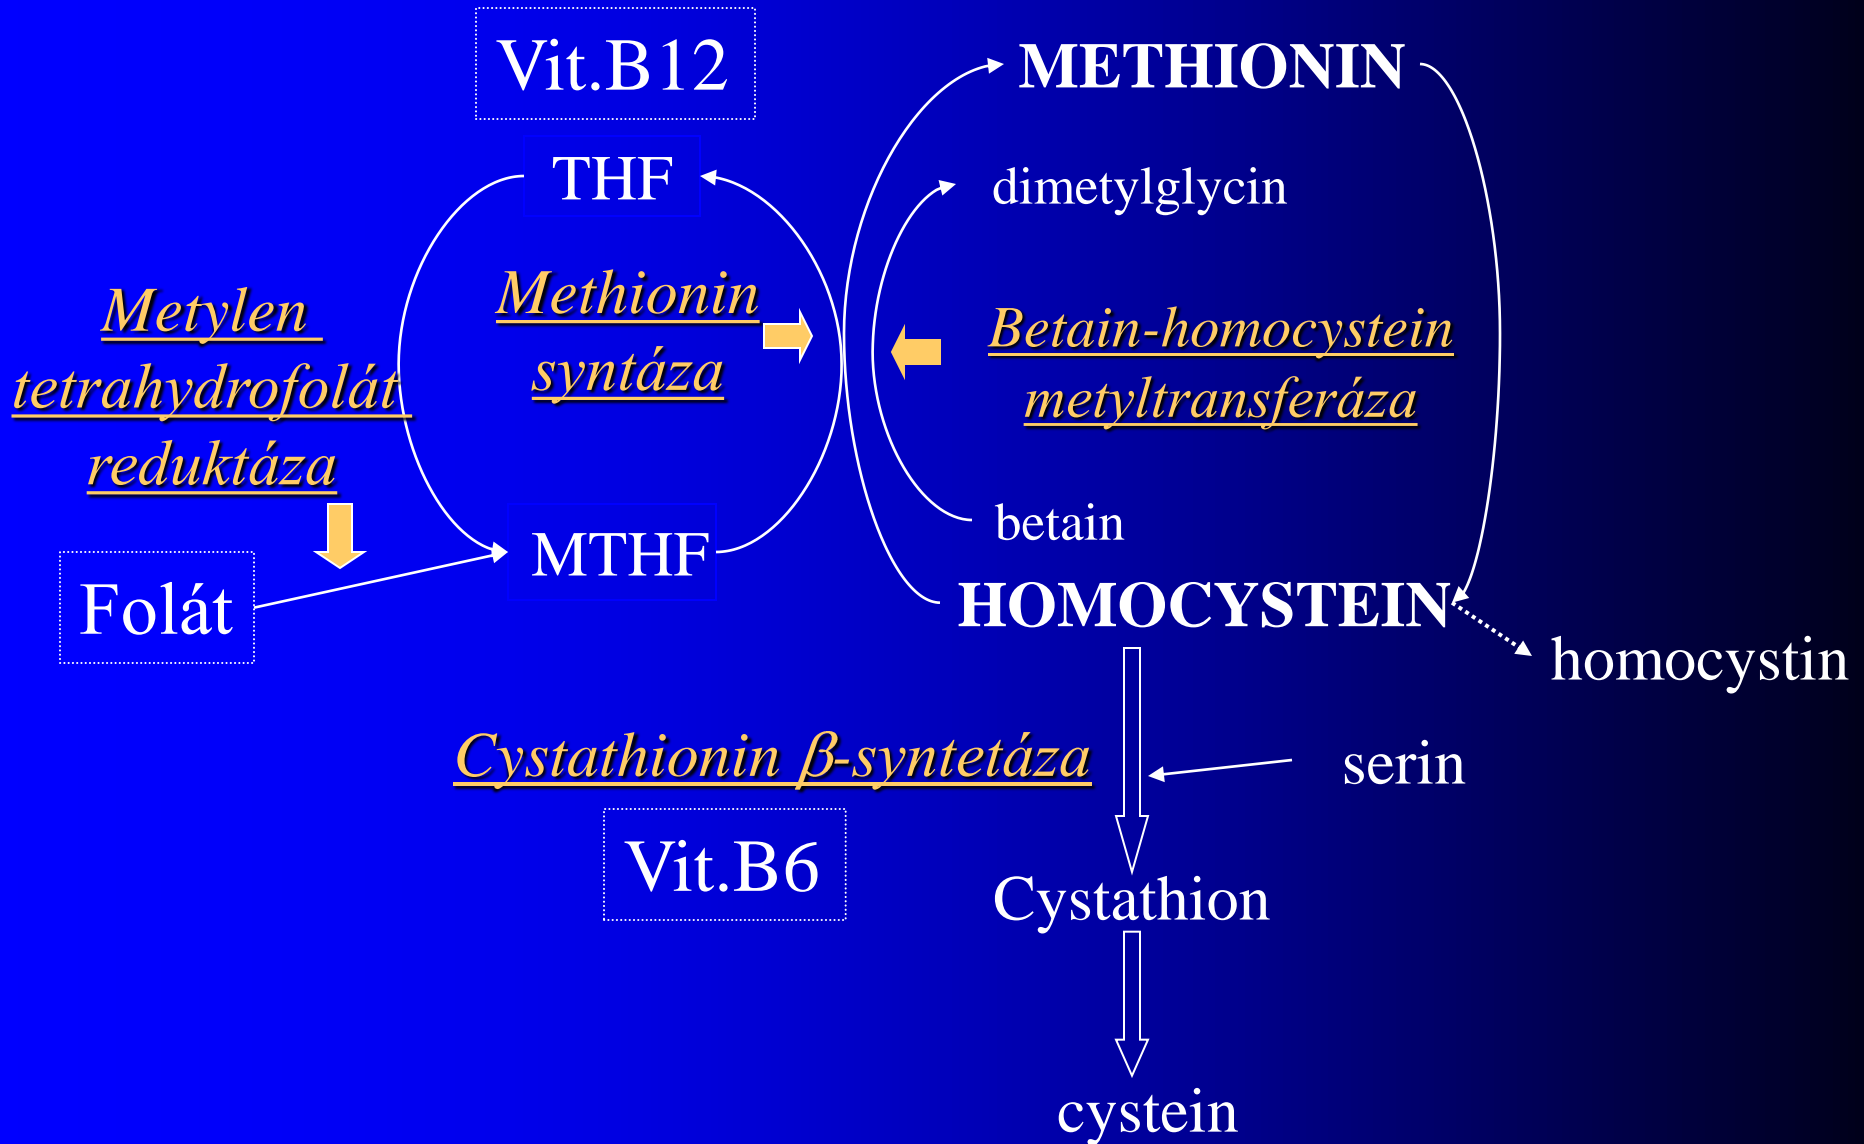 Vit.B12
METHIONIN
THF
dimetylglycin
Metylen
tetrahydrofolát
reduktáza
Methionin
syntáza
Betain-homocystein
metyltransferáza
betain
MTHF
Folát
HOMOCYSTEIN
homocystin
Cystathionin β-syntetáza
serin
Vit.B6
Cystathion
cystein